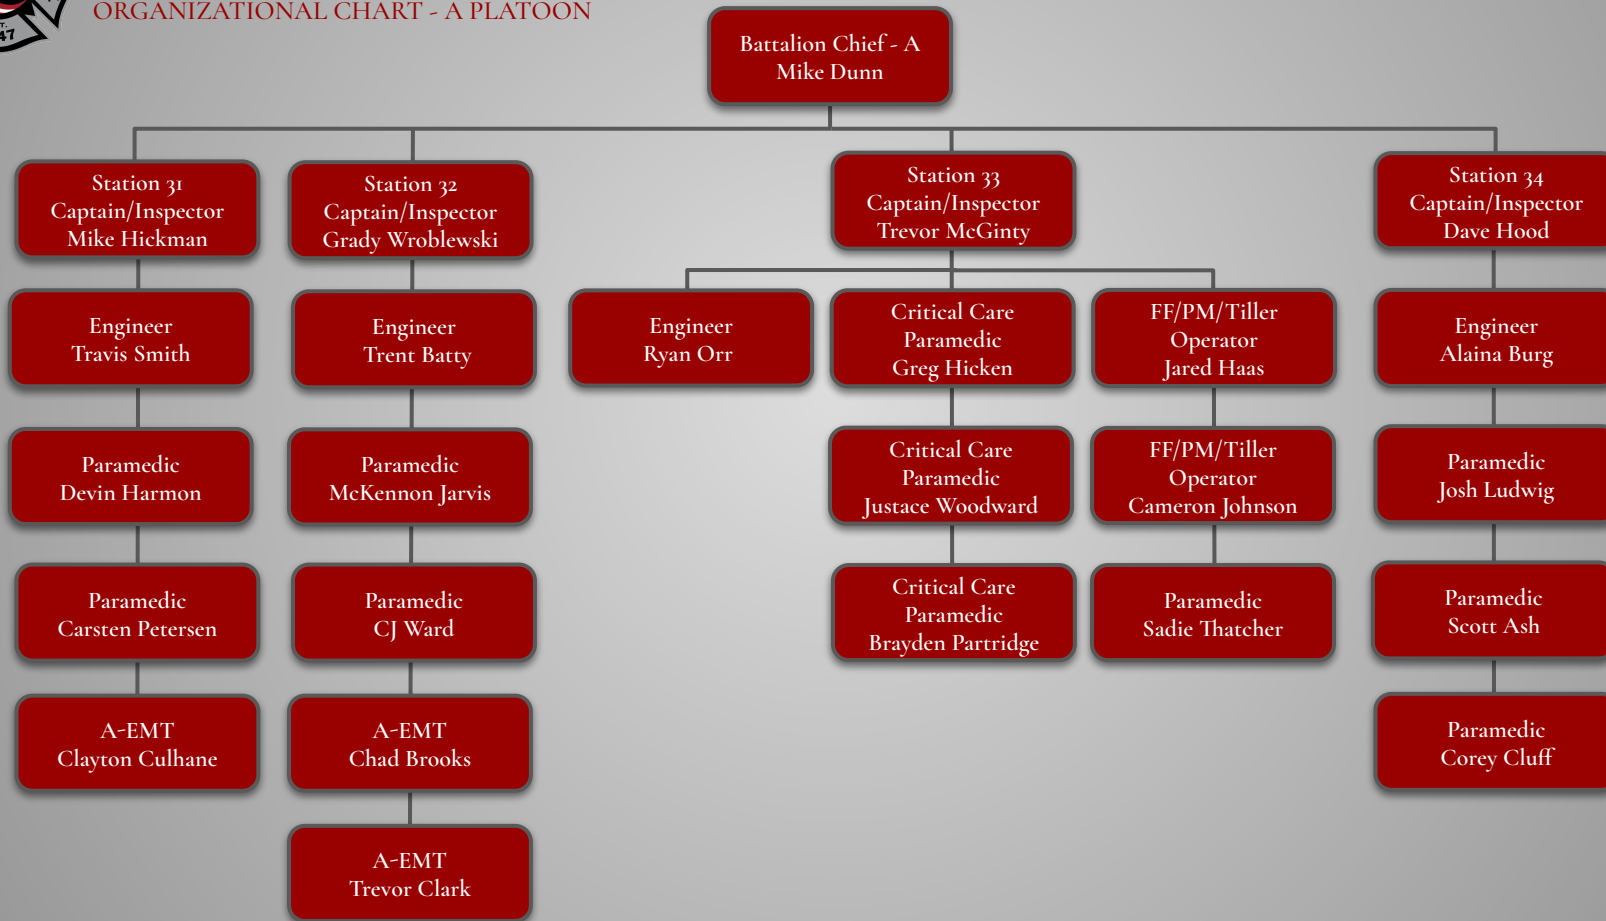 ORGANIZATIONAL CHART - A PLATOON
47
Battalion Chief - A
Mike Dunn
Station 31
Captain/Inspector
Mike Hickman
Station 32
Captain/Inspector
Grady Wroblewski
Station 33
Captain/Inspector
Trevor McGinty
Station 34
Captain/Inspector
Dave Hood
Engineer
Travis Smith
Engineer
Trent Batty
Engineer
Ryan Orr
Critical Care
Paramedic
Greg Hicken
FF/PM/Tiller
Operator
Jared Haas
Engineer
Alaina Burg
Paramedic
Devin Harmon
Paramedic
McKennon Jarvis
Critical Care
Paramedic
Justace Woodward
FF/PM/Tiller
Operator
Cameron Johnson
Paramedic
Josh Ludwig
Paramedic
Carsten Petersen
Paramedic
CJ Ward
Critical Care
Paramedic
Brayden Partridge
Paramedic
Sadie Thatcher
Paramedic
Scott Ash
A-EMT
Clayton Culhane
A-EMT
Chad Brooks
Paramedic
Corey Cluff
A-EMT
Trevor Clark